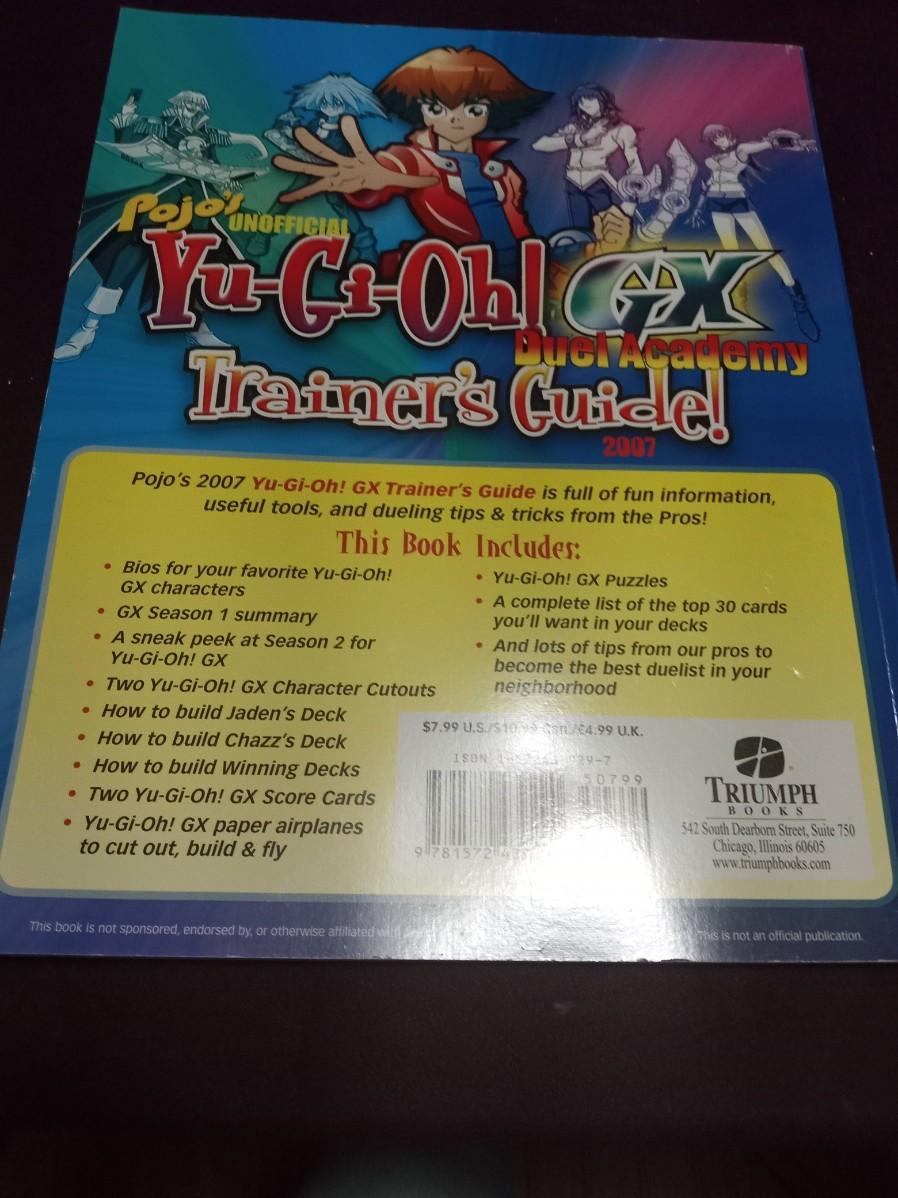 Pojo's UNOFFICIAL
Yu-Gi-Oh! GX
Duel Academy
Trainer's Guide!
2007
Pojo's 2007 Yu-Gi-Oh! GX Trainer's Guide is full of fun information,
useful tools, and dueling tips & tricks from the Pros!
This Book Includes:
• Bios for your favorite Yu-Gi-Oh!
GX characters
• GX Season 1 summary
• A sneak peek at Season 2 for
Yu-Gi-Oh! GX
• Two Yu-Gi-Oh! GX Character Cutouts
• How to build Jaden's Deck
• How to build Chazz's Deck
• How to build Winning Decks
• Two Yu-Gi-Oh! GX Score Cards
• Yu-Gi-Oh! GX paper airplanes
to cut out, build & fly
• Yu-Gi-Oh! GX Puzzles
• A complete list of the top 30 cards
you'll want in your decks
• And lots of tips from our pros to
become the best duelist in your
neighborhood
$7.99 U.S./$10.99 Can./£4.99 U.K.
ISBN
50799
9 781572
TRIUMPH
BOOKS
542 South Dearborn Street, Suite 750
Chicago, Illinois 60605
www.triumphbooks.com
This book is not sponsored, endorsed by, or otherwise affiliated with This is not an official publication.